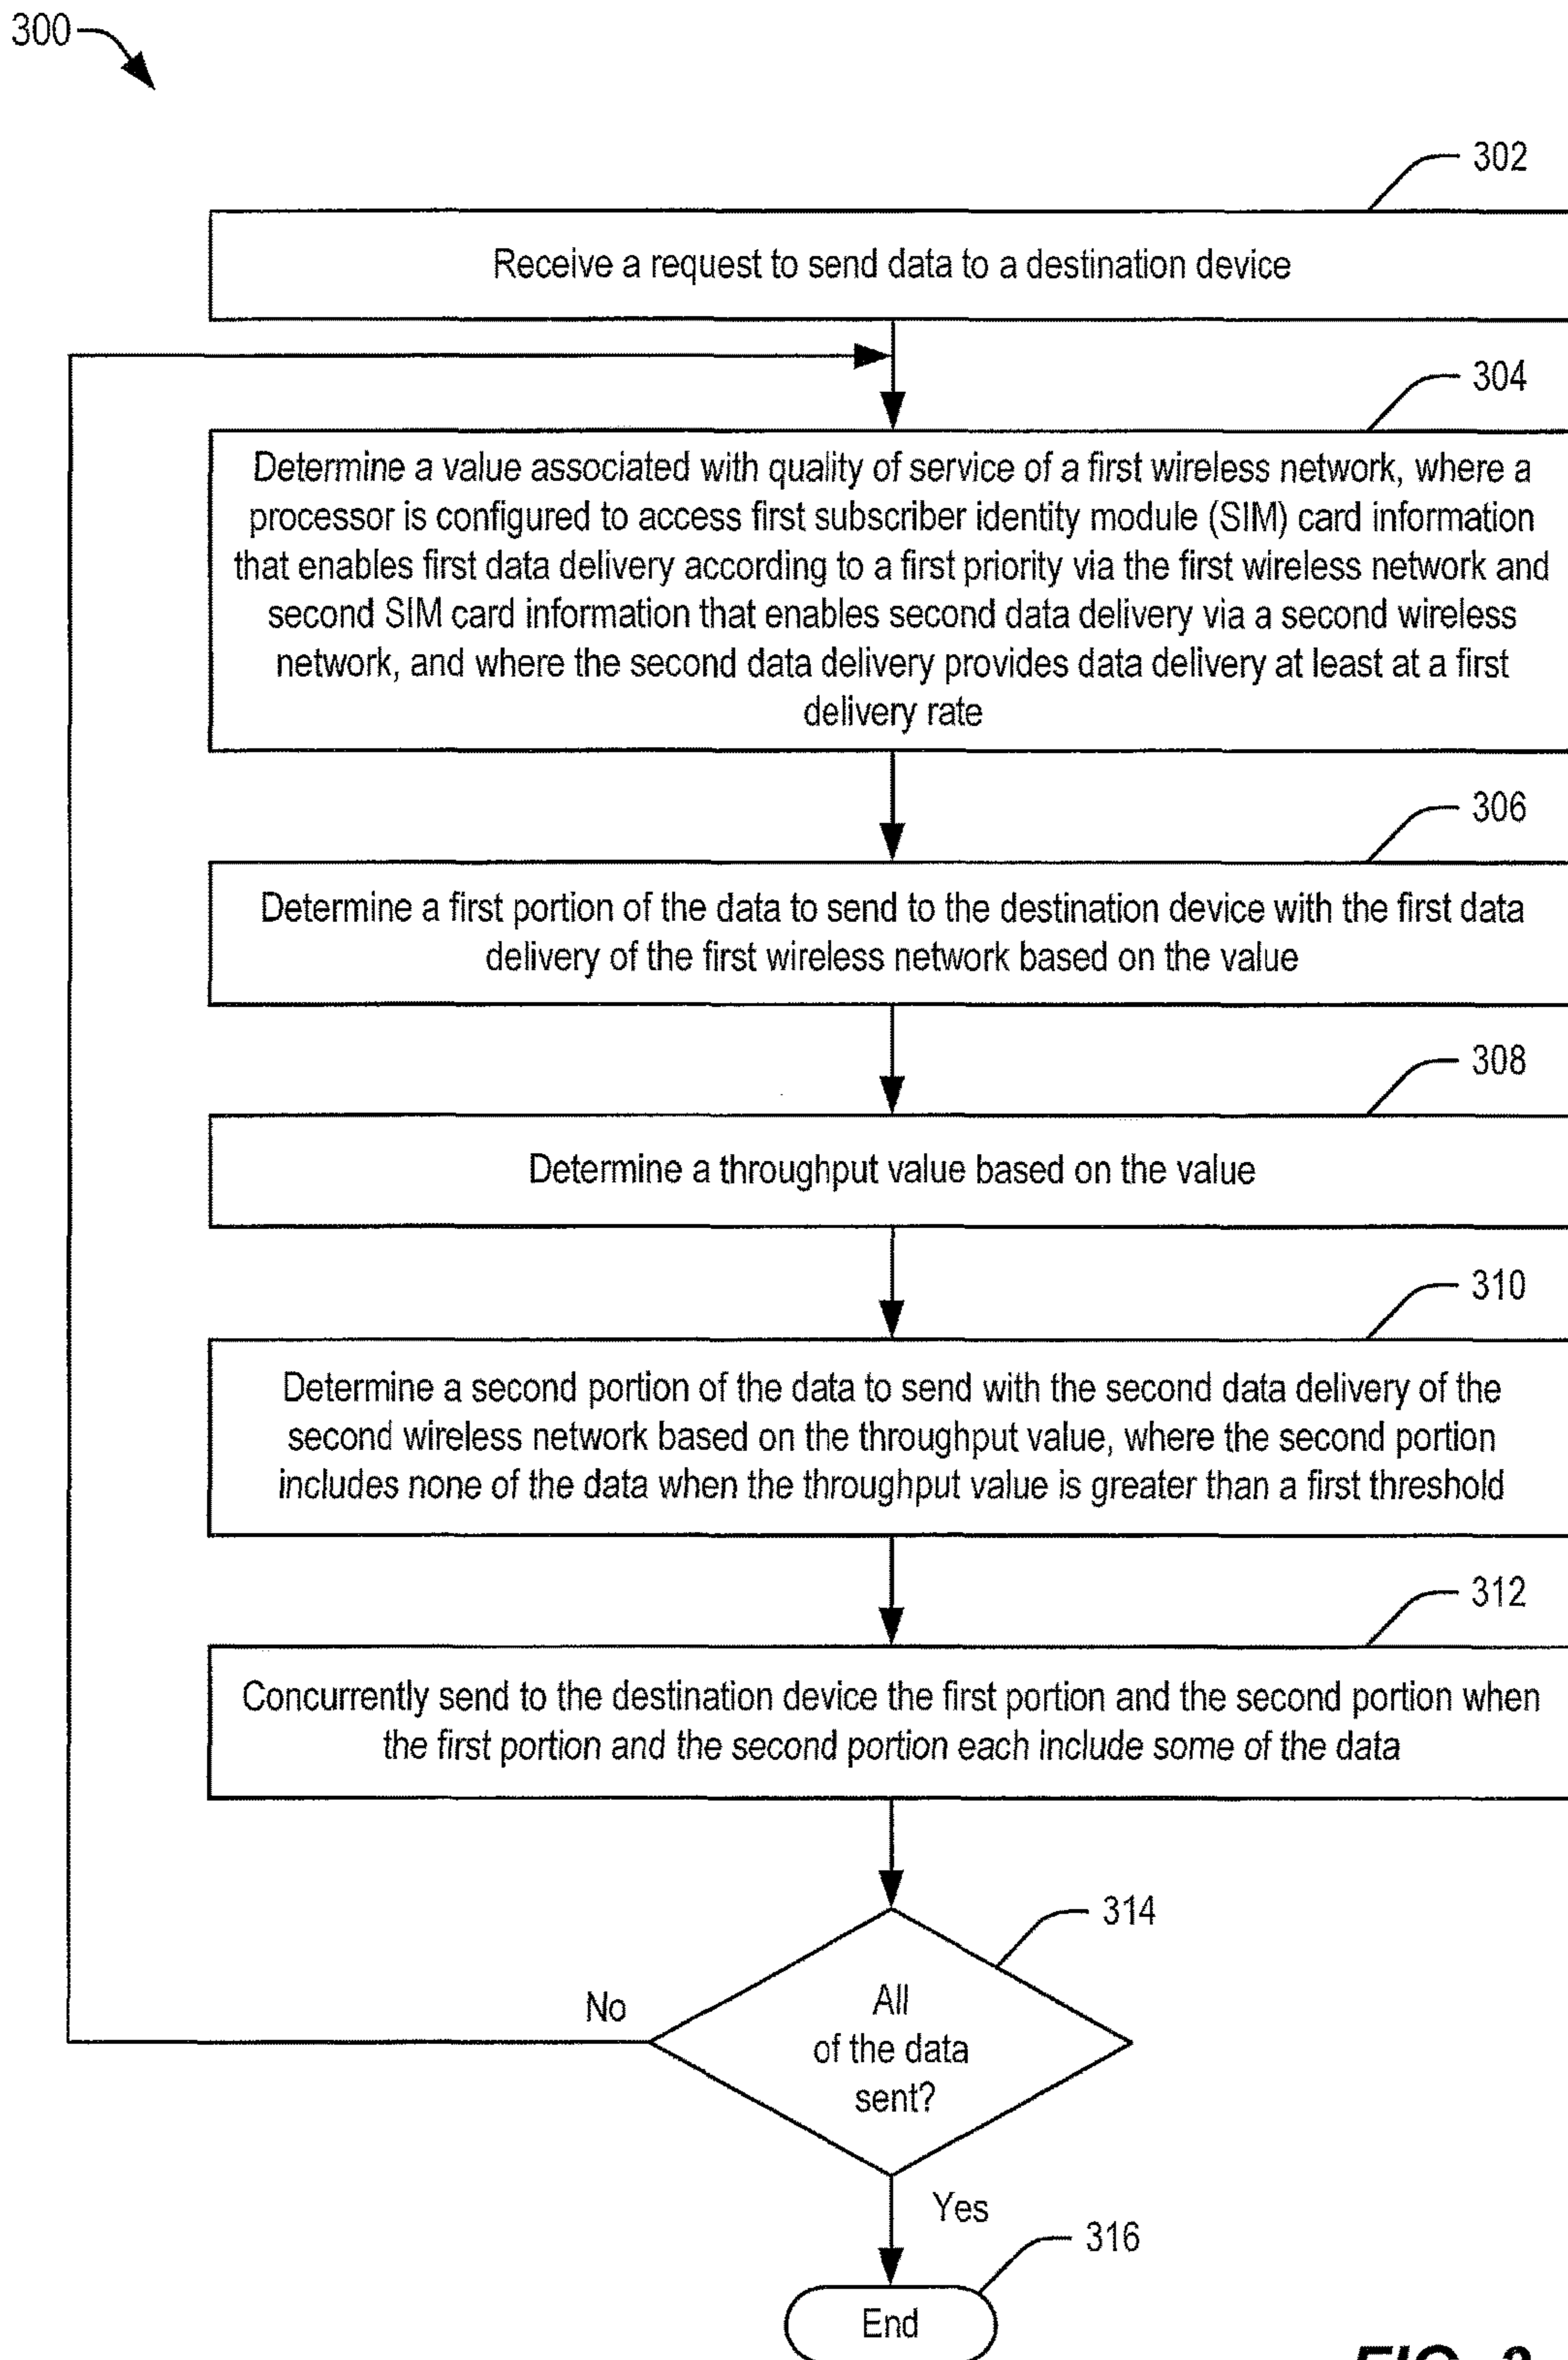 300
302
Receive a request to send data to a destination device
304
Determine a value associated with quality of service of a first wireless network, where a
processor is configured to access first subscriber identity module (SIM) card information
that enables first data delivery according to a first priority via the first wireless network and
second SIM card information that enables second data delivery via a second wireless
network, and where the second data delivery provides data delivery at least at a first
delivery rate
306
Determine a first portion of the data to send to the destination device with the first data
delivery of the first wireless network based on the value
308
Determine a throughput value based on the value
310
Determine a second portion of the data to send with the second data delivery of the
second wireless network based on the throughput value, where the second portion
includes none of the data when the throughput value is greater than a first threshold
312
Concurrently send to the destination device the first portion and the second portion when
the first portion and the second portion each include some of the data
314
All
of the data
sent?
No
Yes
316
End